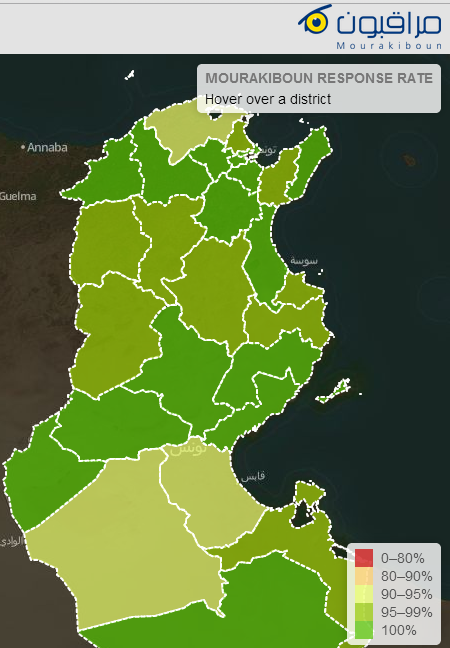 مراقبون
Mourakiboun
MOURAKIBOUN RESPONSE RATE
Hover over a district
Annaba
تونس
Guelma
سوسة
تونس
قابس
الوادي
0–80%
80–90%
90–95%
95–99%
100%